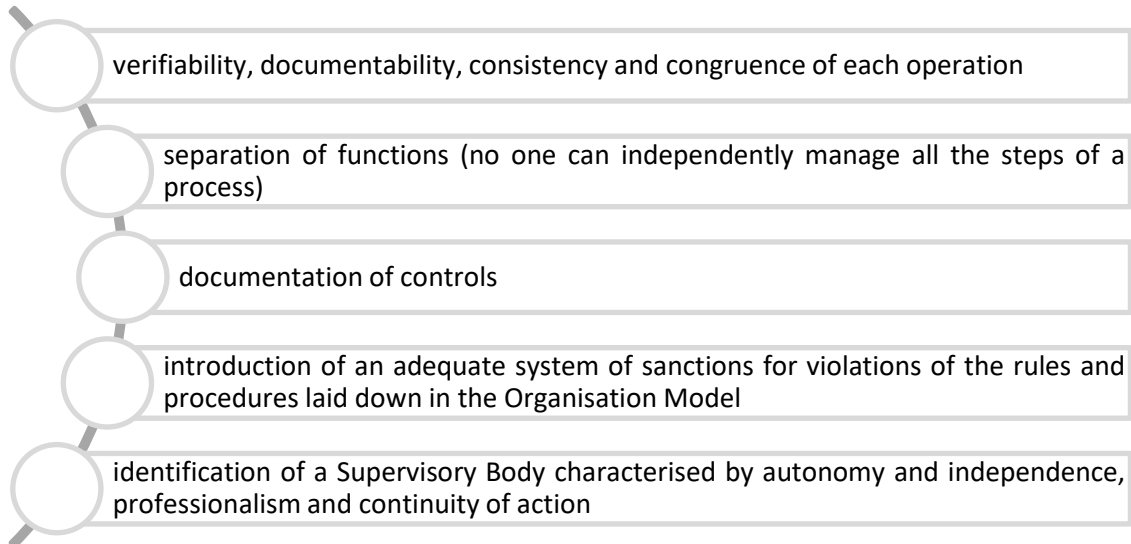 verifiability, documentability, consistency and congruence of each operation
separation of functions (no one can independently manage all the steps of a
process)
documentation of controls
introduction of an adequate system of sanctions for violations of the rules and
procedures laid down in the Organisation Model
identification of a Supervisory Body characterised by autonomy and independence,
professionalism and continuity of action